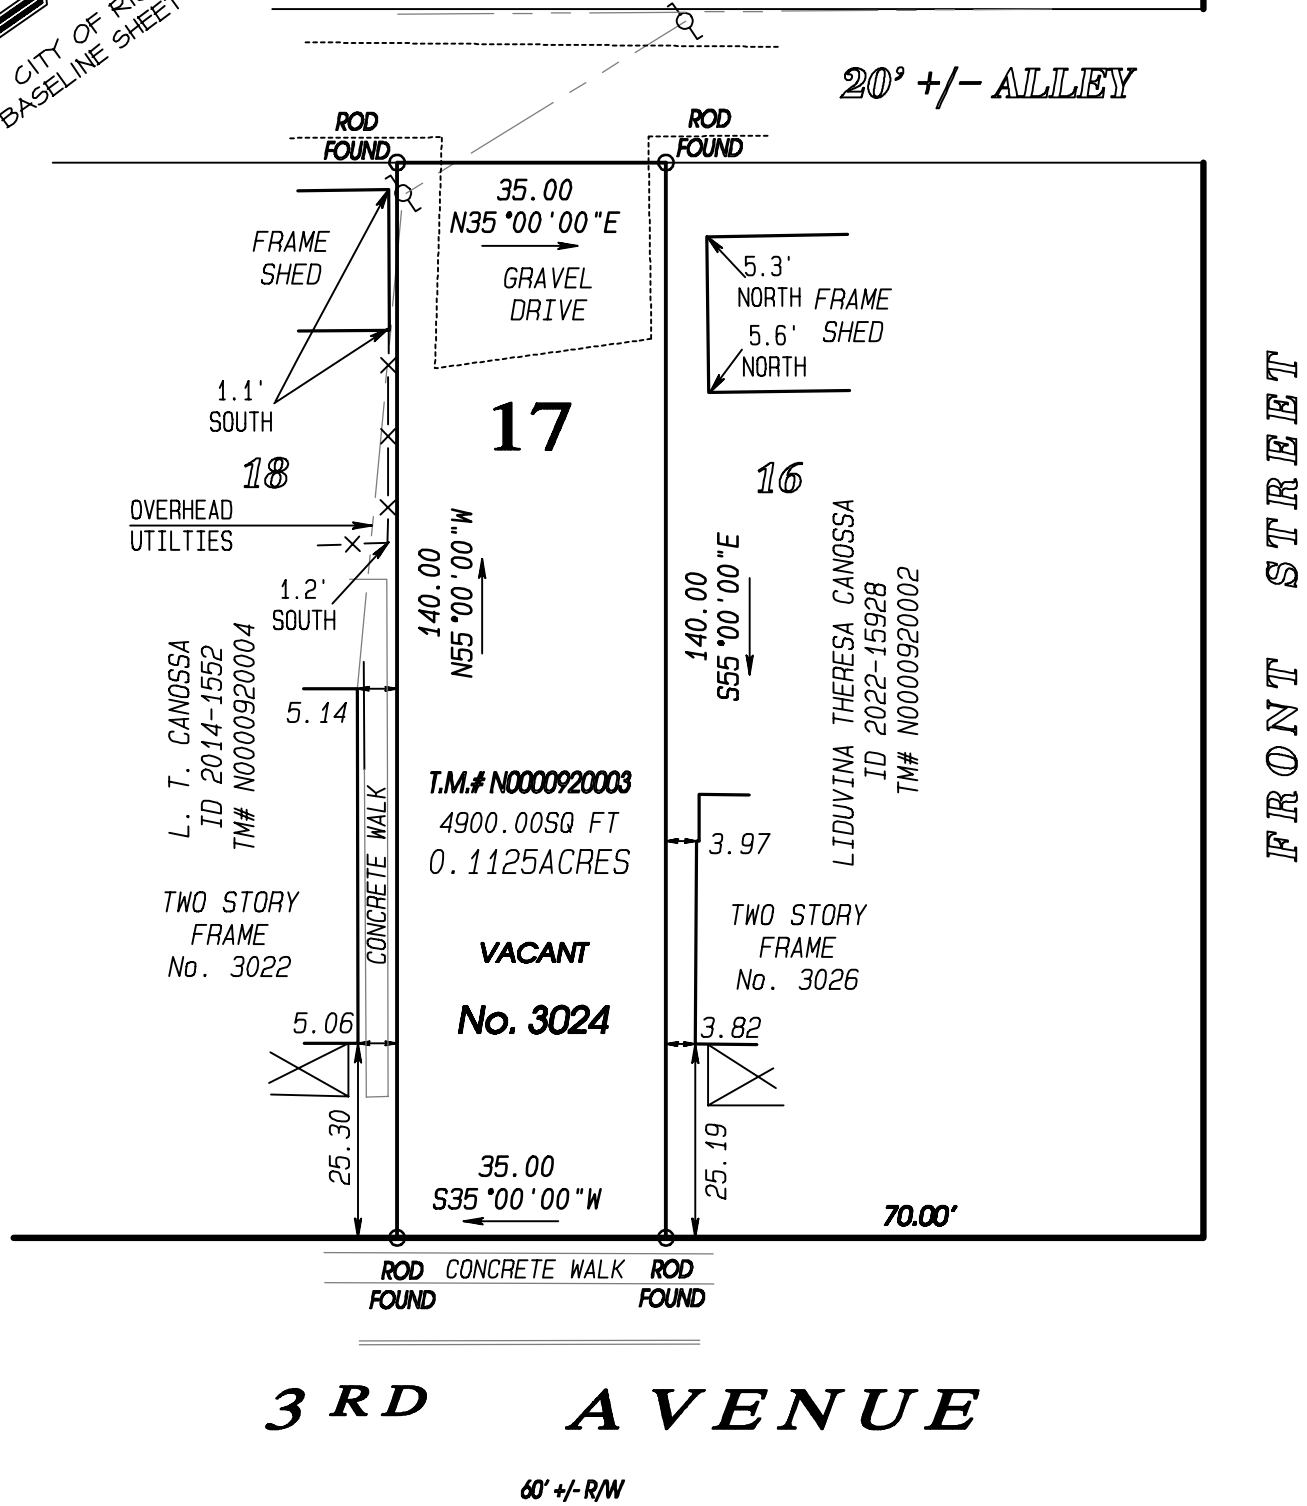 CITY OF
BASELINE SHEET
20' +/- ALLEY
ROD
FOUND
ROD
FOUND
35.00
N35°00'00"E
GRAVEL
DRIVE
FRAME
SHED
5.3'
NORTH
FRAME
SHED
5.6'
NORTH
1.1'
SOUTH
17
18
16
OVERHEAD
UTILTIES
1.2'
SOUTH
140.00
N55°00'00"W
140.00
S55°00'00"E
L. T. CANOSSA
ID 2014-1552
TM# N0000920004
LIDUVINA THERESA CANOSSA
ID 2022-15928
TM# N0000920002
FRONT STREET
5.14
T.M.# N0000920003
4900.00SQ FT
0.1125ACRES
3.97
CONCRETE WALK
TWO STORY
FRAME
No. 3022
VACANT
No. 3024
TWO STORY
FRAME
No. 3026
5.06
3.82
25.30
25.19
35.00
S35°00'00"W
70.00'
ROD
FOUND
CONCRETE WALK
ROD
FOUND
3RD AVENUE
60' +/- R/W